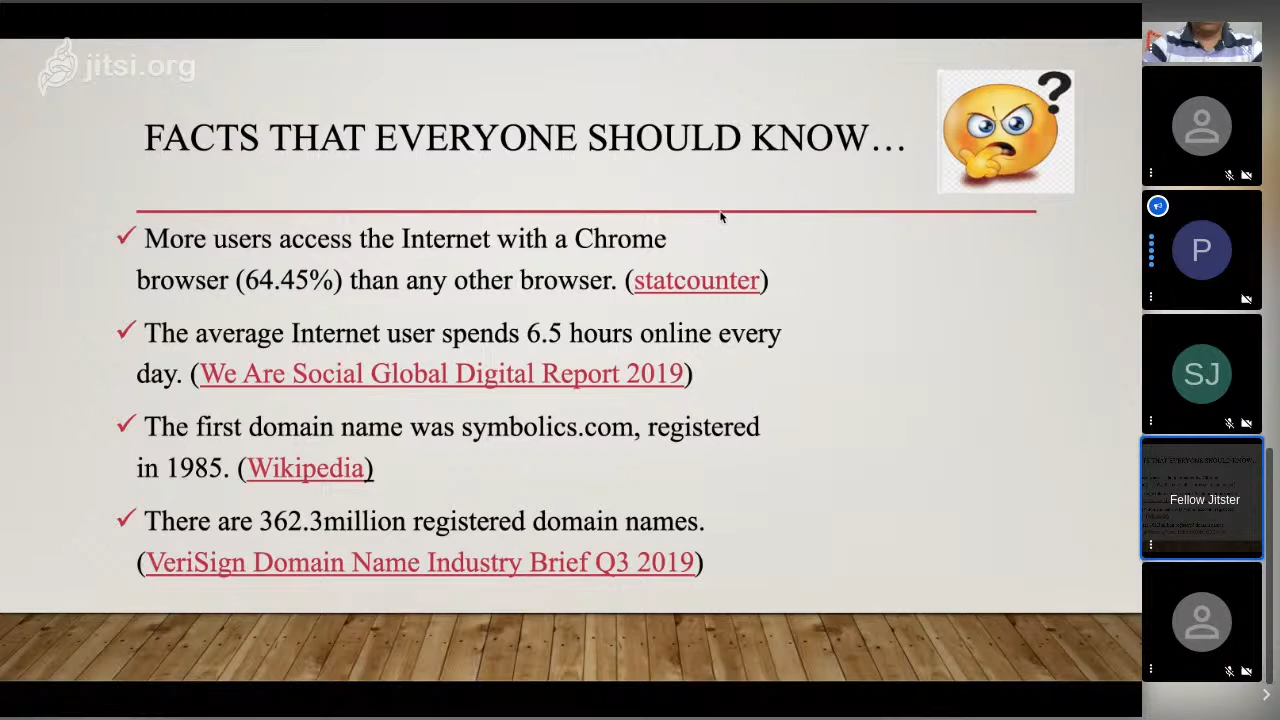 jitsi.org
FACTS THAT EVERYONE SHOULD KNOW…
?
✓ More users access the Internet with a Chrome
browser (64.45%) than any other browser. (statcounter)
✓ The average Internet user spends 6.5 hours online every
day. (We Are Social Global Digital Report 2019)
✓ The first domain name was symbolics.com, registered
in 1985. (Wikipedia)
✓ There are 362.3million registered domain names.
(VeriSign Domain Name Industry Brief Q3 2019)
P
SJ
Fellow Jitster